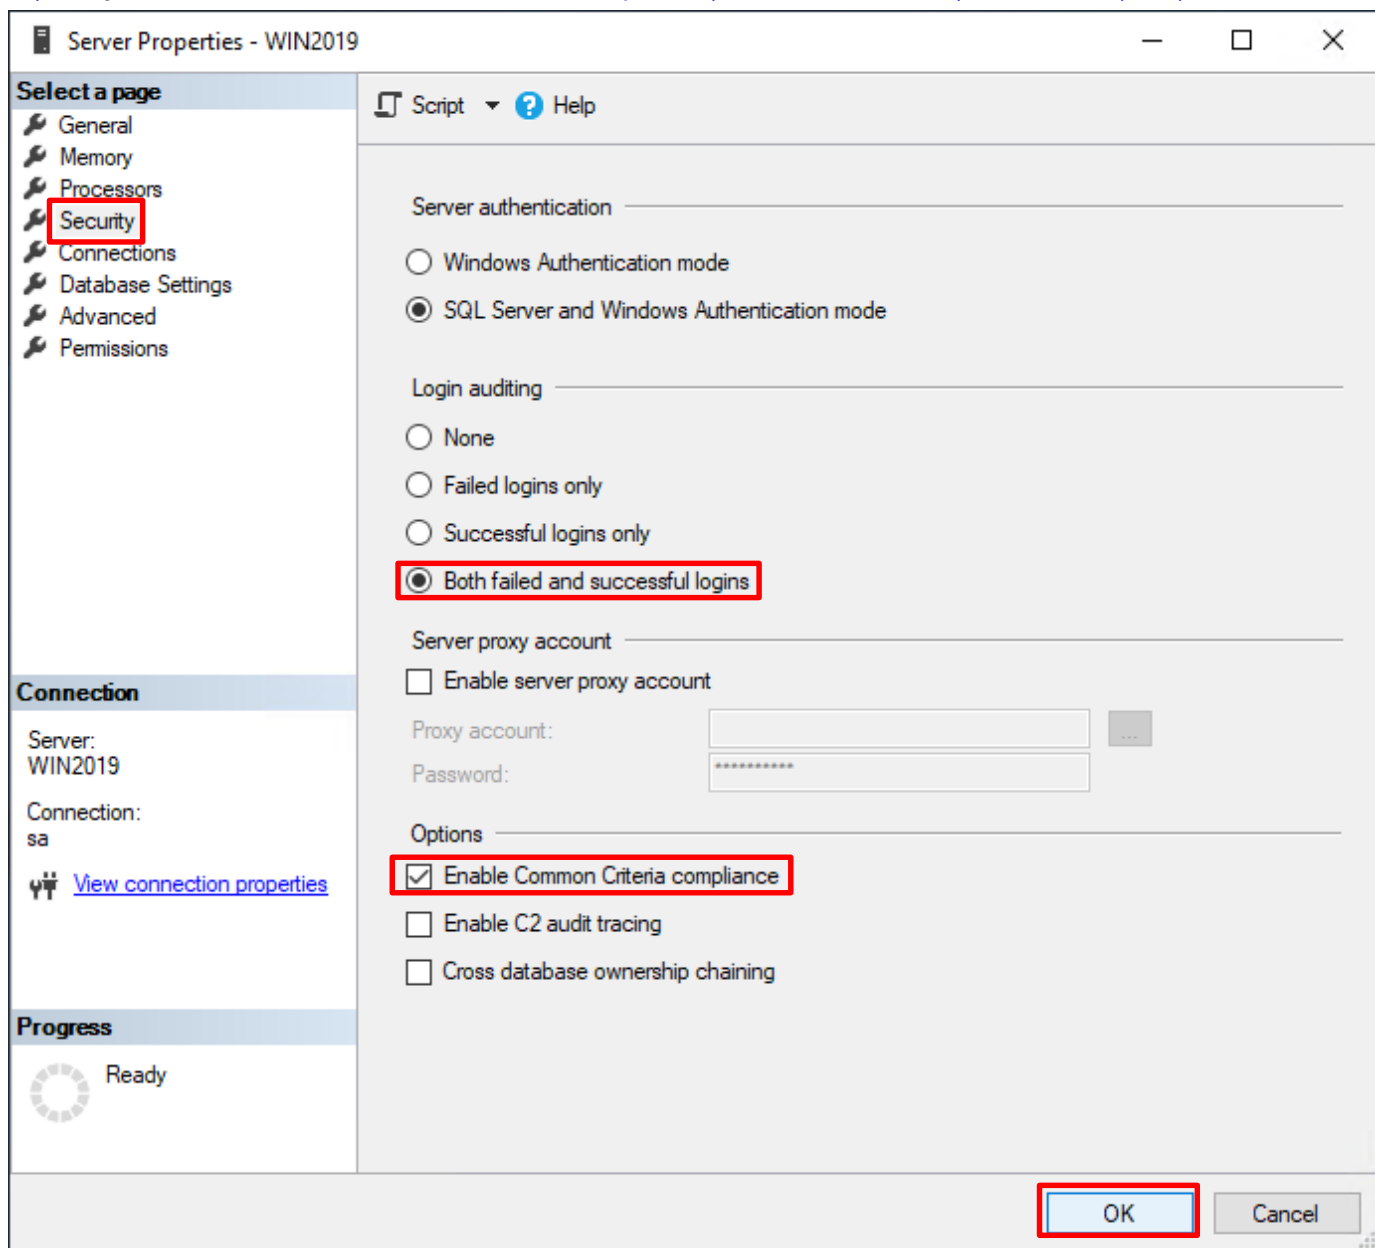 Server Properties - WIN2019
Select a page
General
Memory
Processors
Security
Connections
Database Settings
Advanced
Permissions
Script
Help
Server authentication
Windows Authentication mode
SQL Server and Windows Authentication mode
Login auditing
None
Failed logins only
Successful logins only
Both failed and successful logins
Server proxy account
Enable server proxy account
Proxy account:
...
Password:
**********
Options
Enable Common Criteria compliance
Enable C2 audit tracing
Cross database ownership chaining
Connection
Server:
WIN2019
Connection:
sa
View connection properties
Progress
Ready
OK
Cancel